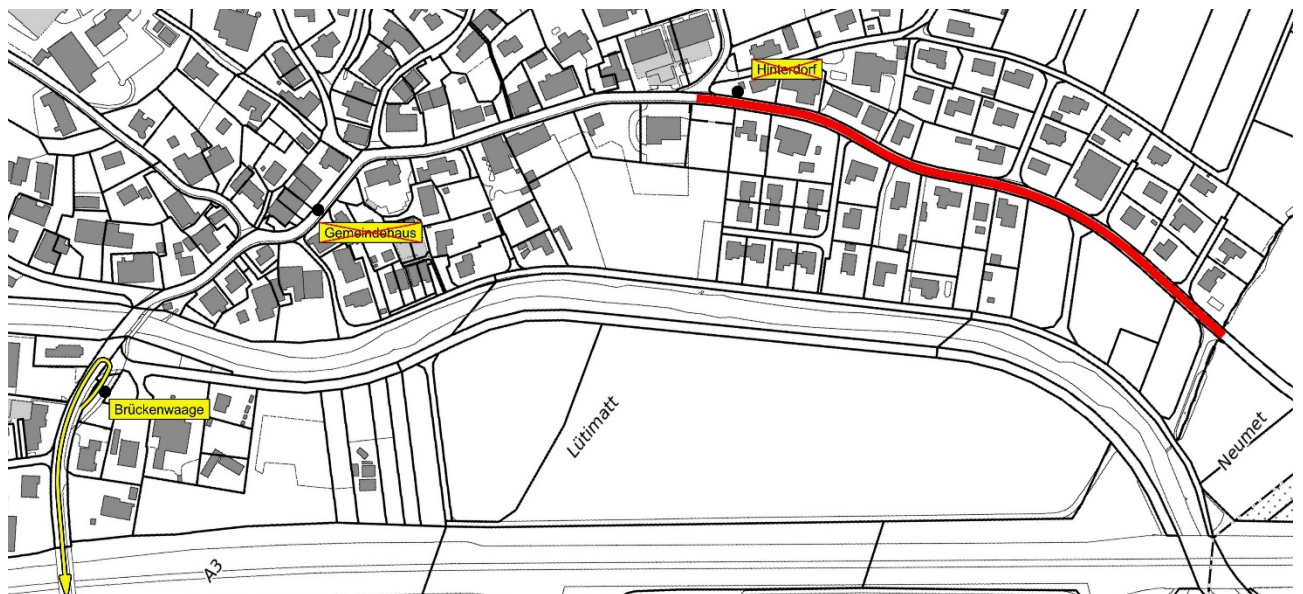 Hinterdorf
Gemeindehaus
Brückenwaage
Lütimatt
Neumet
A3